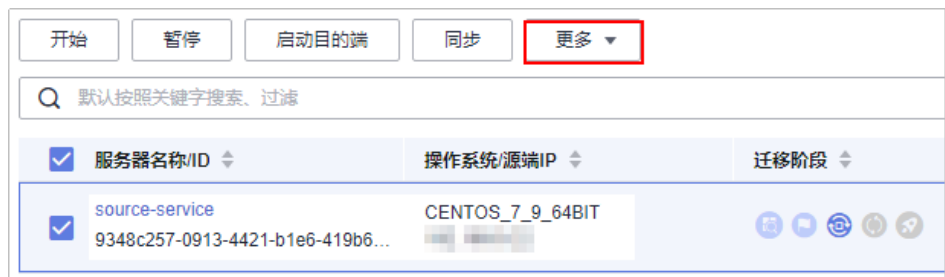 开始 暂停 启动目的端 同步 更多
默认按照关键字搜索、过滤
服务器名称/ID 操作系统/源端IP 迁移阶段
source-service CENTOS_7_9_64BIT
9348c257-0913-4421-b1e6-419b6...